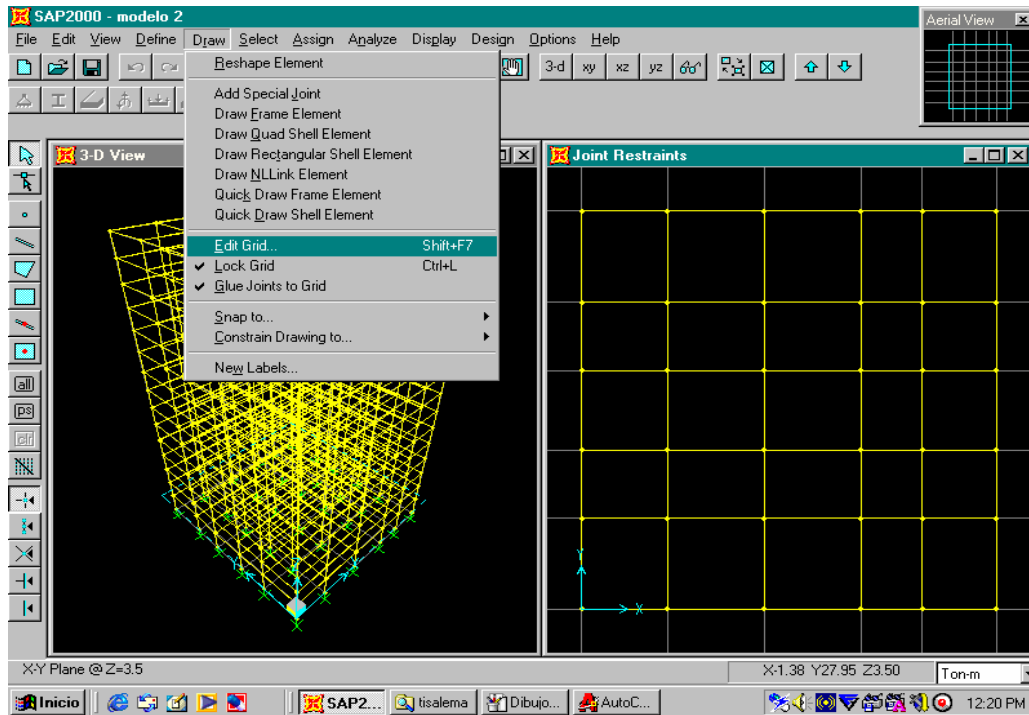 SAP2000 - modelo 2
Aerial View
File Edit View Define Draw Select Assign Analyze Display Design Options Help
3-d xy xz yz
Reshape Element
Add Special Joint
Draw Frame Element
Draw Quad Shell Element
Draw Rectangular Shell Element
Draw NLLink Element
Quick Draw Frame Element
Quick Draw Shell Element
Edit Grid... Shift+F7
Lock Grid Ctrl+L
Glue Joints to Grid
Snap to...
Constrain Drawing to...
New Labels...
3-D View
Joint Restraints
all
ps
clr
Y
X
X-Y Plane @ Z=3.5
X-1.38 Y27.95 Z3.50
Ton-m
Inicio
SAP2...
tisalema
Dibujo...
AutoC...
12:20 PM